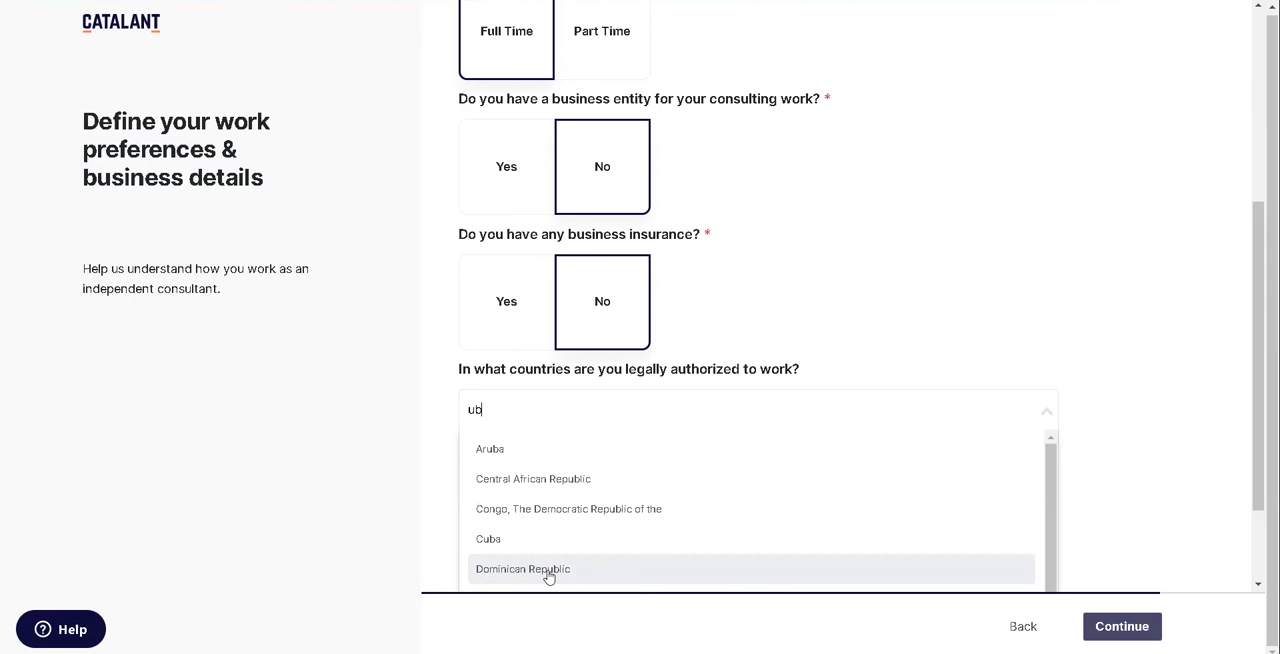 CATALANT
Define your work
preferences &
business details
Help us understand how you work as an
independent consultant.
Full Time
Part Time
Do you have a business entity for your consulting work? *
Yes
No
Do you have any business insurance? *
Yes
No
In what countries are you legally authorized to work?
ub
Aruba
Central African Republic
Congo, The Democratic Republic of the
Cuba
Dominican Republic
Help
Back
Continue